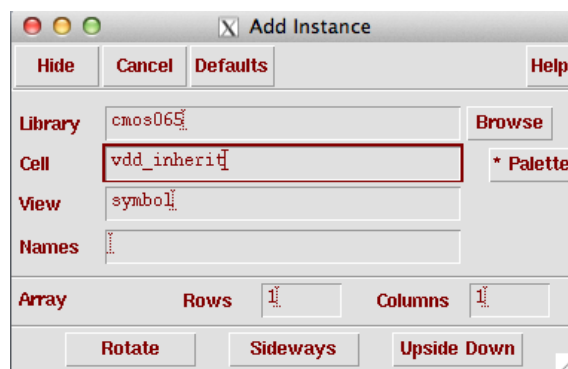 Add Instance
Hide Cancel Defaults Help
Library cmos065 Browse
Cell vdd_inherit * Palette
View symbol
Names
Array Rows 1 Columns 1
Rotate Sideways Upside Down